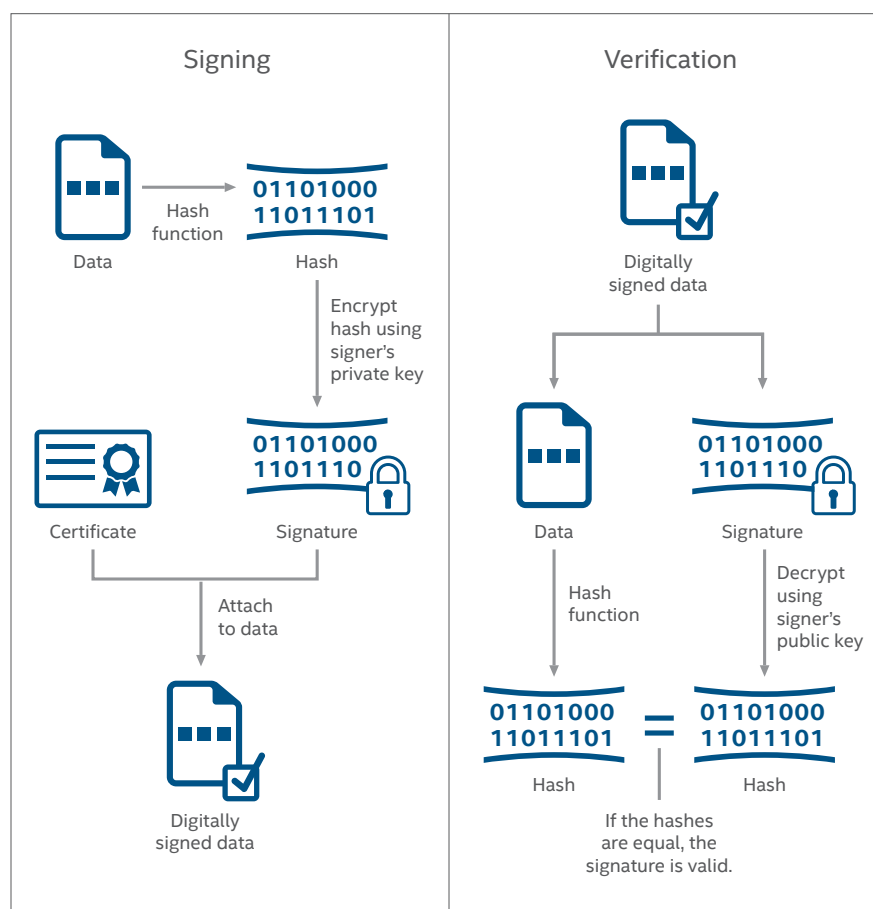 Signing
01101000
11011101
Hash
function
Data
Hash
Encrypt
hash using
signer's
private key
01101000
1101110
Certificate
Signature
Attach
to data
Digitally
signed data
Verification
Digitally
signed data
01101000
1101110
Data
Signature
Hash
function
Decrypt
using
signer's
public key
01101000
11011101
=
01101000
11011101
Hash
Hash
If the hashes
are equal, the
signature is valid.